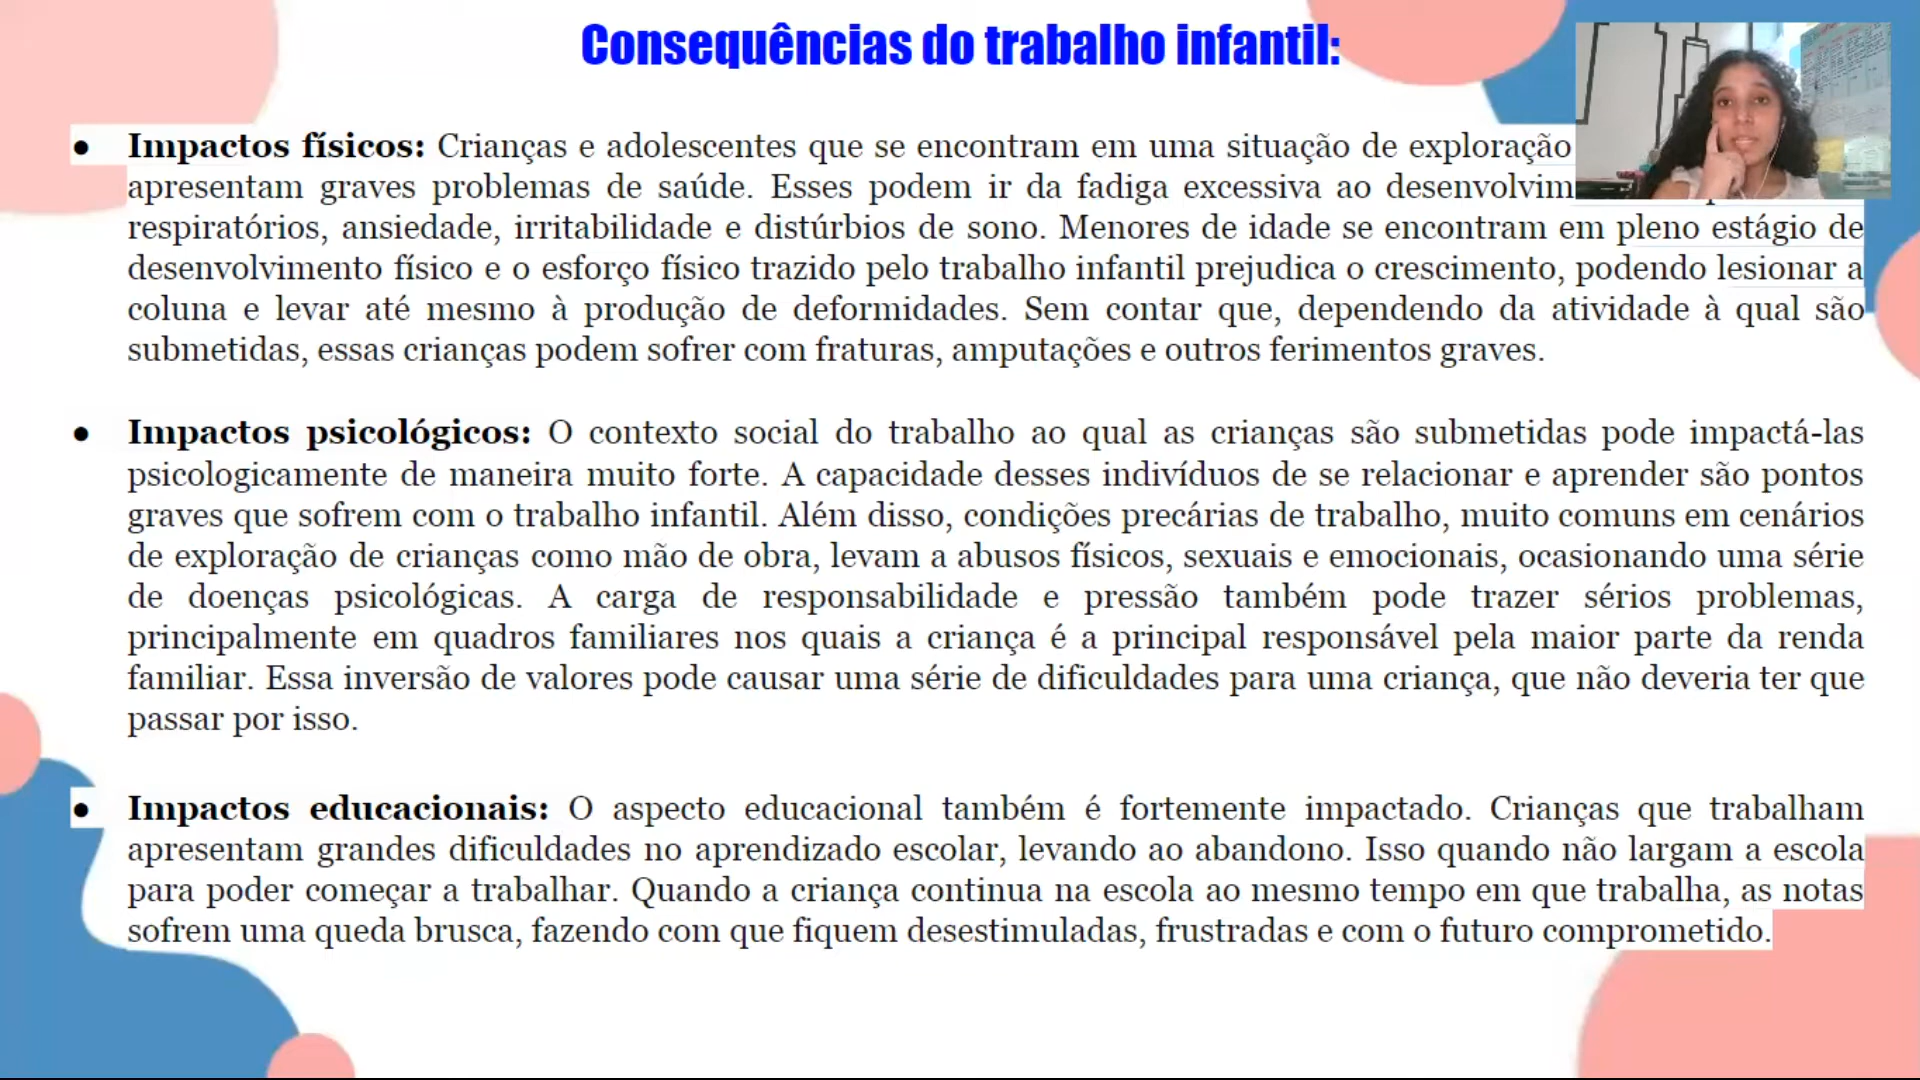 Consequências do trabalho infantil:
● Impactos físicos: Crianças e adolescentes que se encontram em uma situação de exploração
apresentam graves problemas de saúde. Esses podem ir da fadiga excessiva ao
respiratórios, ansiedade, irritabilidade e distúrbios de sono. Menores de idade se encontram em pleno estágio de
desenvolvimento físico e o esforço físico trazido pelo trabalho infantil prejudica o crescimento, podendo lesionar a
coluna e levar até mesmo à produção de deformidades. Sem contar que, dependendo da atividade à qual são
submetidas, essas crianças podem sofrer com fraturas, amputações e outros ferimentos graves.
● Impactos psicológicos: O contexto social do trabalho ao qual as crianças são submetidas pode impactá-las
psicologicamente de maneira muito forte. A capacidade desses indivíduos de se relacionar e aprender são pontos
graves que sofrem com o trabalho infantil. Além disso, condições precárias de trabalho, muito comuns em cenários
de exploração de crianças como mão de obra, levam a abusos físicos, sexuais e emocionais, ocasionando uma série
de doenças psicológicas. A carga de responsabilidade e pressão também pode trazer sérios problemas,
principalmente em quadros familiares nos quais a criança é a principal responsável pela maior parte da renda
familiar. Essa inversão de valores pode causar uma série de dificuldades para uma criança, que não deveria ter que
passar por isso.
● Impactos educacionais: O aspecto educacional também é fortemente impactado. Crianças que trabalham
apresentam grandes dificuldades no aprendizado escolar, levando ao abandono. Isso quando não largam a escola
para poder começar a trabalhar. Quando a criança continua na escola ao mesmo tempo em que trabalha, as notas
sofrem uma queda brusca, fazendo com que fiquem desestimuladas, frustradas e com o futuro comprometido.